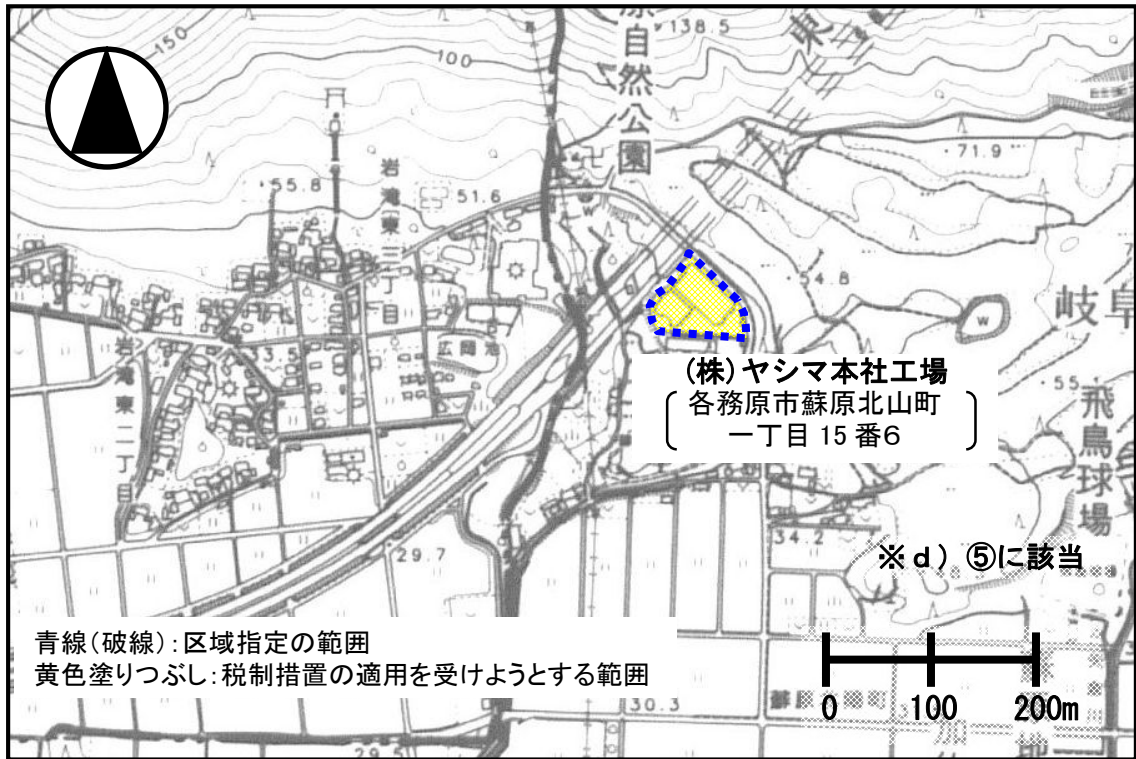 150
100
138.5
東
原自然公園
岩滝東三丁目
55.8
51.6
71.9
54.8
W
W
岐阜
広岡池
岩滝東二丁目
33.5
(株)ヤシマ本社工場
各務原市蘇原北山町
一丁目 15 番6
55.1
飛鳥球場
34.2
29.7
※d) ⑤に該当
青線(破線):区域指定の範囲
黄色塗りつぶし:税制措置の適用を受けようとする範囲
30.3
29.5
0 100 200m